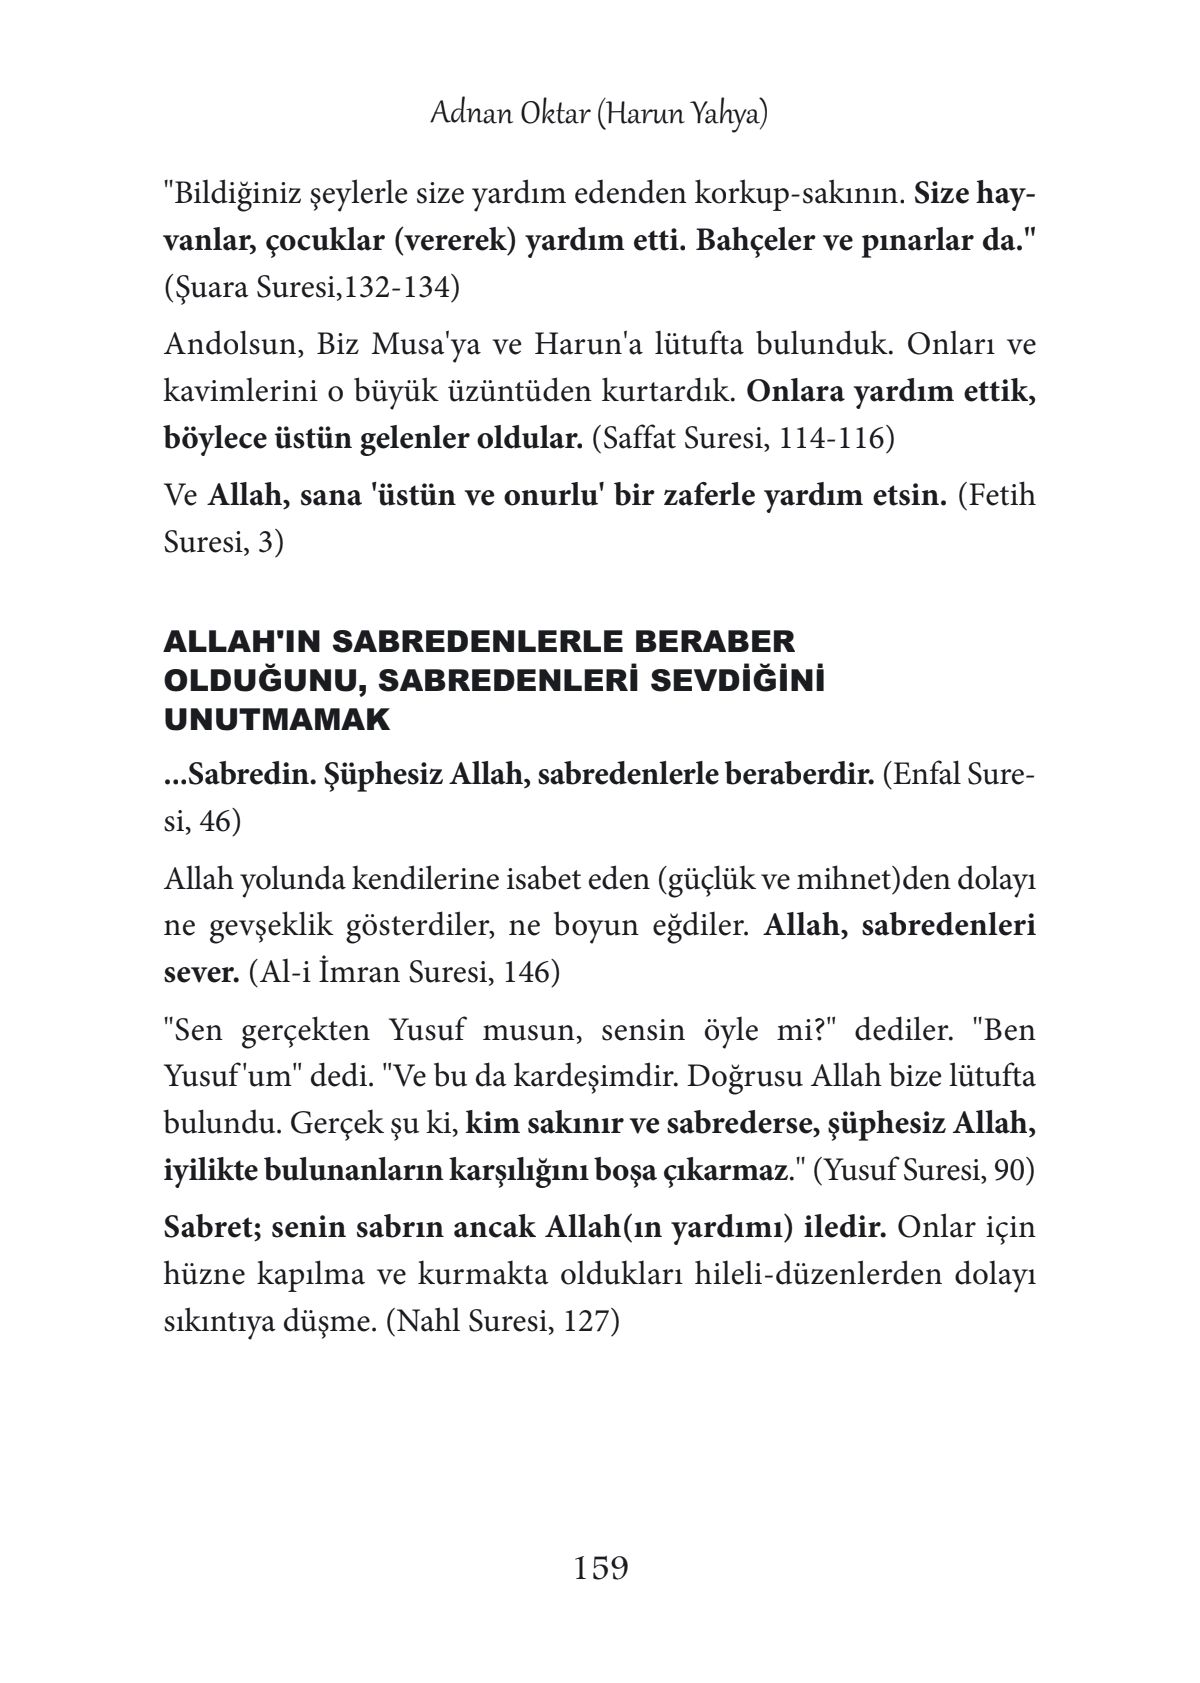 Adnan Oktar (Harun Yahya)
"Bildiğiniz şeylerle size yardım edenden korkup-sakının. Size hay-
vanlar, çocuklar (vererek) yardım etti. Bahçeler ve pınarlar da."
(Şuara Suresi,132-134)
Andolsun, Biz Musa'ya ve Harun'a lütufta bulunduk. Onları ve
kavimlerini o büyük üzüntüden kurtardık. Onlara yardım ettik,
böylece üstün gelenler oldular. (Saffat Suresi, 114-116)
Ve Allah, sana 'üstün ve onurlu' bir zaferle yardım etsin. (Fetih
Suresi, 3)
ALLAH'IN SABREDENLERLE BERABER
OLDUĞUNU, SABREDENLERİ SEVDİĞİNİ
UNUTMAMAK
...Sabredin. Şüphesiz Allah, sabredenlerle beraberdir. (Enfal Sure-
si, 46)
Allah yolunda kendilerine isabet eden (güçlük ve mihnet)den dolayı
ne gevşeklik gösterdiler, ne boyun eğdiler. Allah, sabredenleri
sever. (Al-i İmran Suresi, 146)
"Sen gerçekten Yusuf musun, sensin öyle mi?" dediler. "Ben
Yusuf'um" dedi. "Ve bu da kardeşimdir. Doğrusu Allah bize lütufta
bulundu. Gerçek şu ki, kim sakınır ve sabrederse, şüphesiz Allah,
iyilikte bulunanların karşılığını boşa çıkarmaz." (Yusuf Suresi, 90)
Sabret; senin sabrın ancak Allah(ın yardımı) iledir. Onlar için
hüzne kapılma ve kurmakta oldukları hileli-düzenlerden dolayı
sıkıntıya düşme. (Nahl Suresi, 127)
159